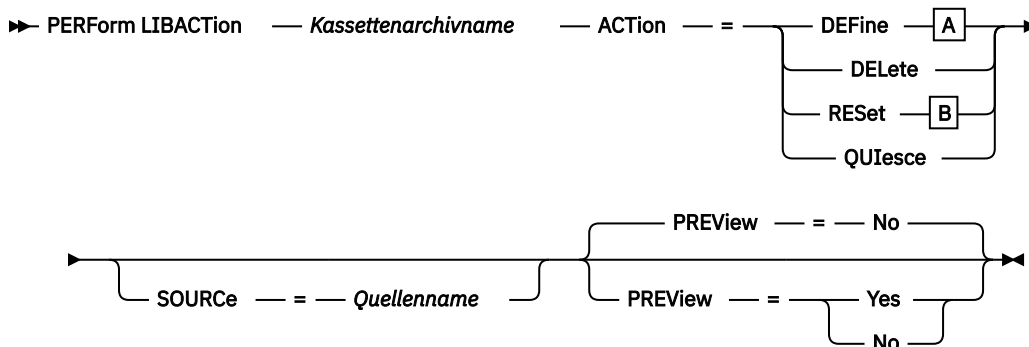 PERForm LIBACTion Kassettenarchivname ACTion = DEFine A
DELete
RESet B
QUIesce
PREView = No
SOURCe = Quellenname
PREView = Yes
No